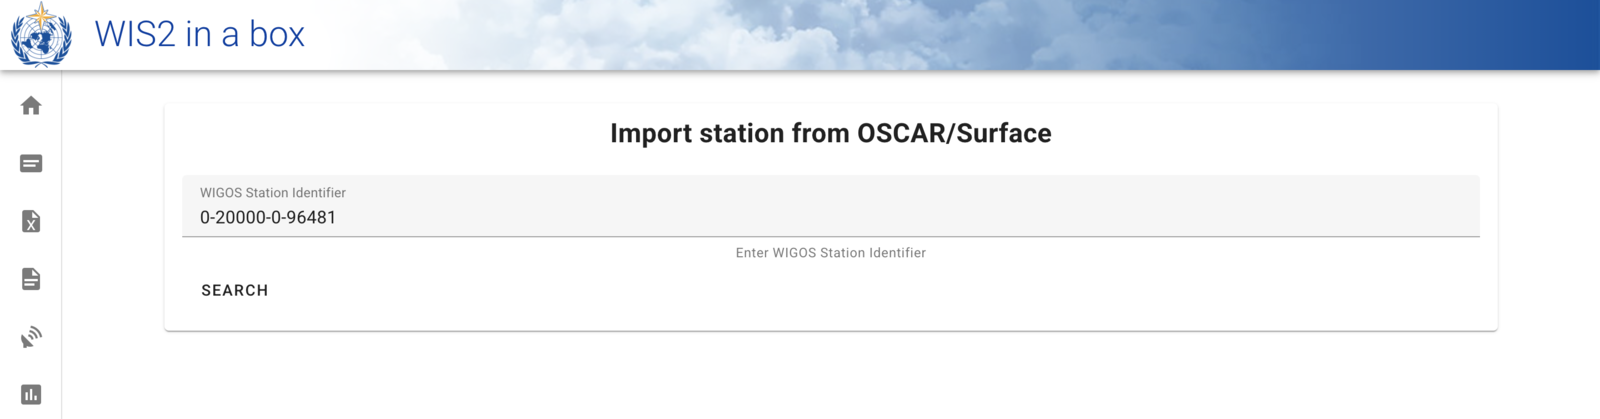 WIS2 in a box
Import station from OSCAR/Surface
WIGOS Station Identifier
0-20000-0-96481
Enter WIGOS Station Identifier
SEARCH